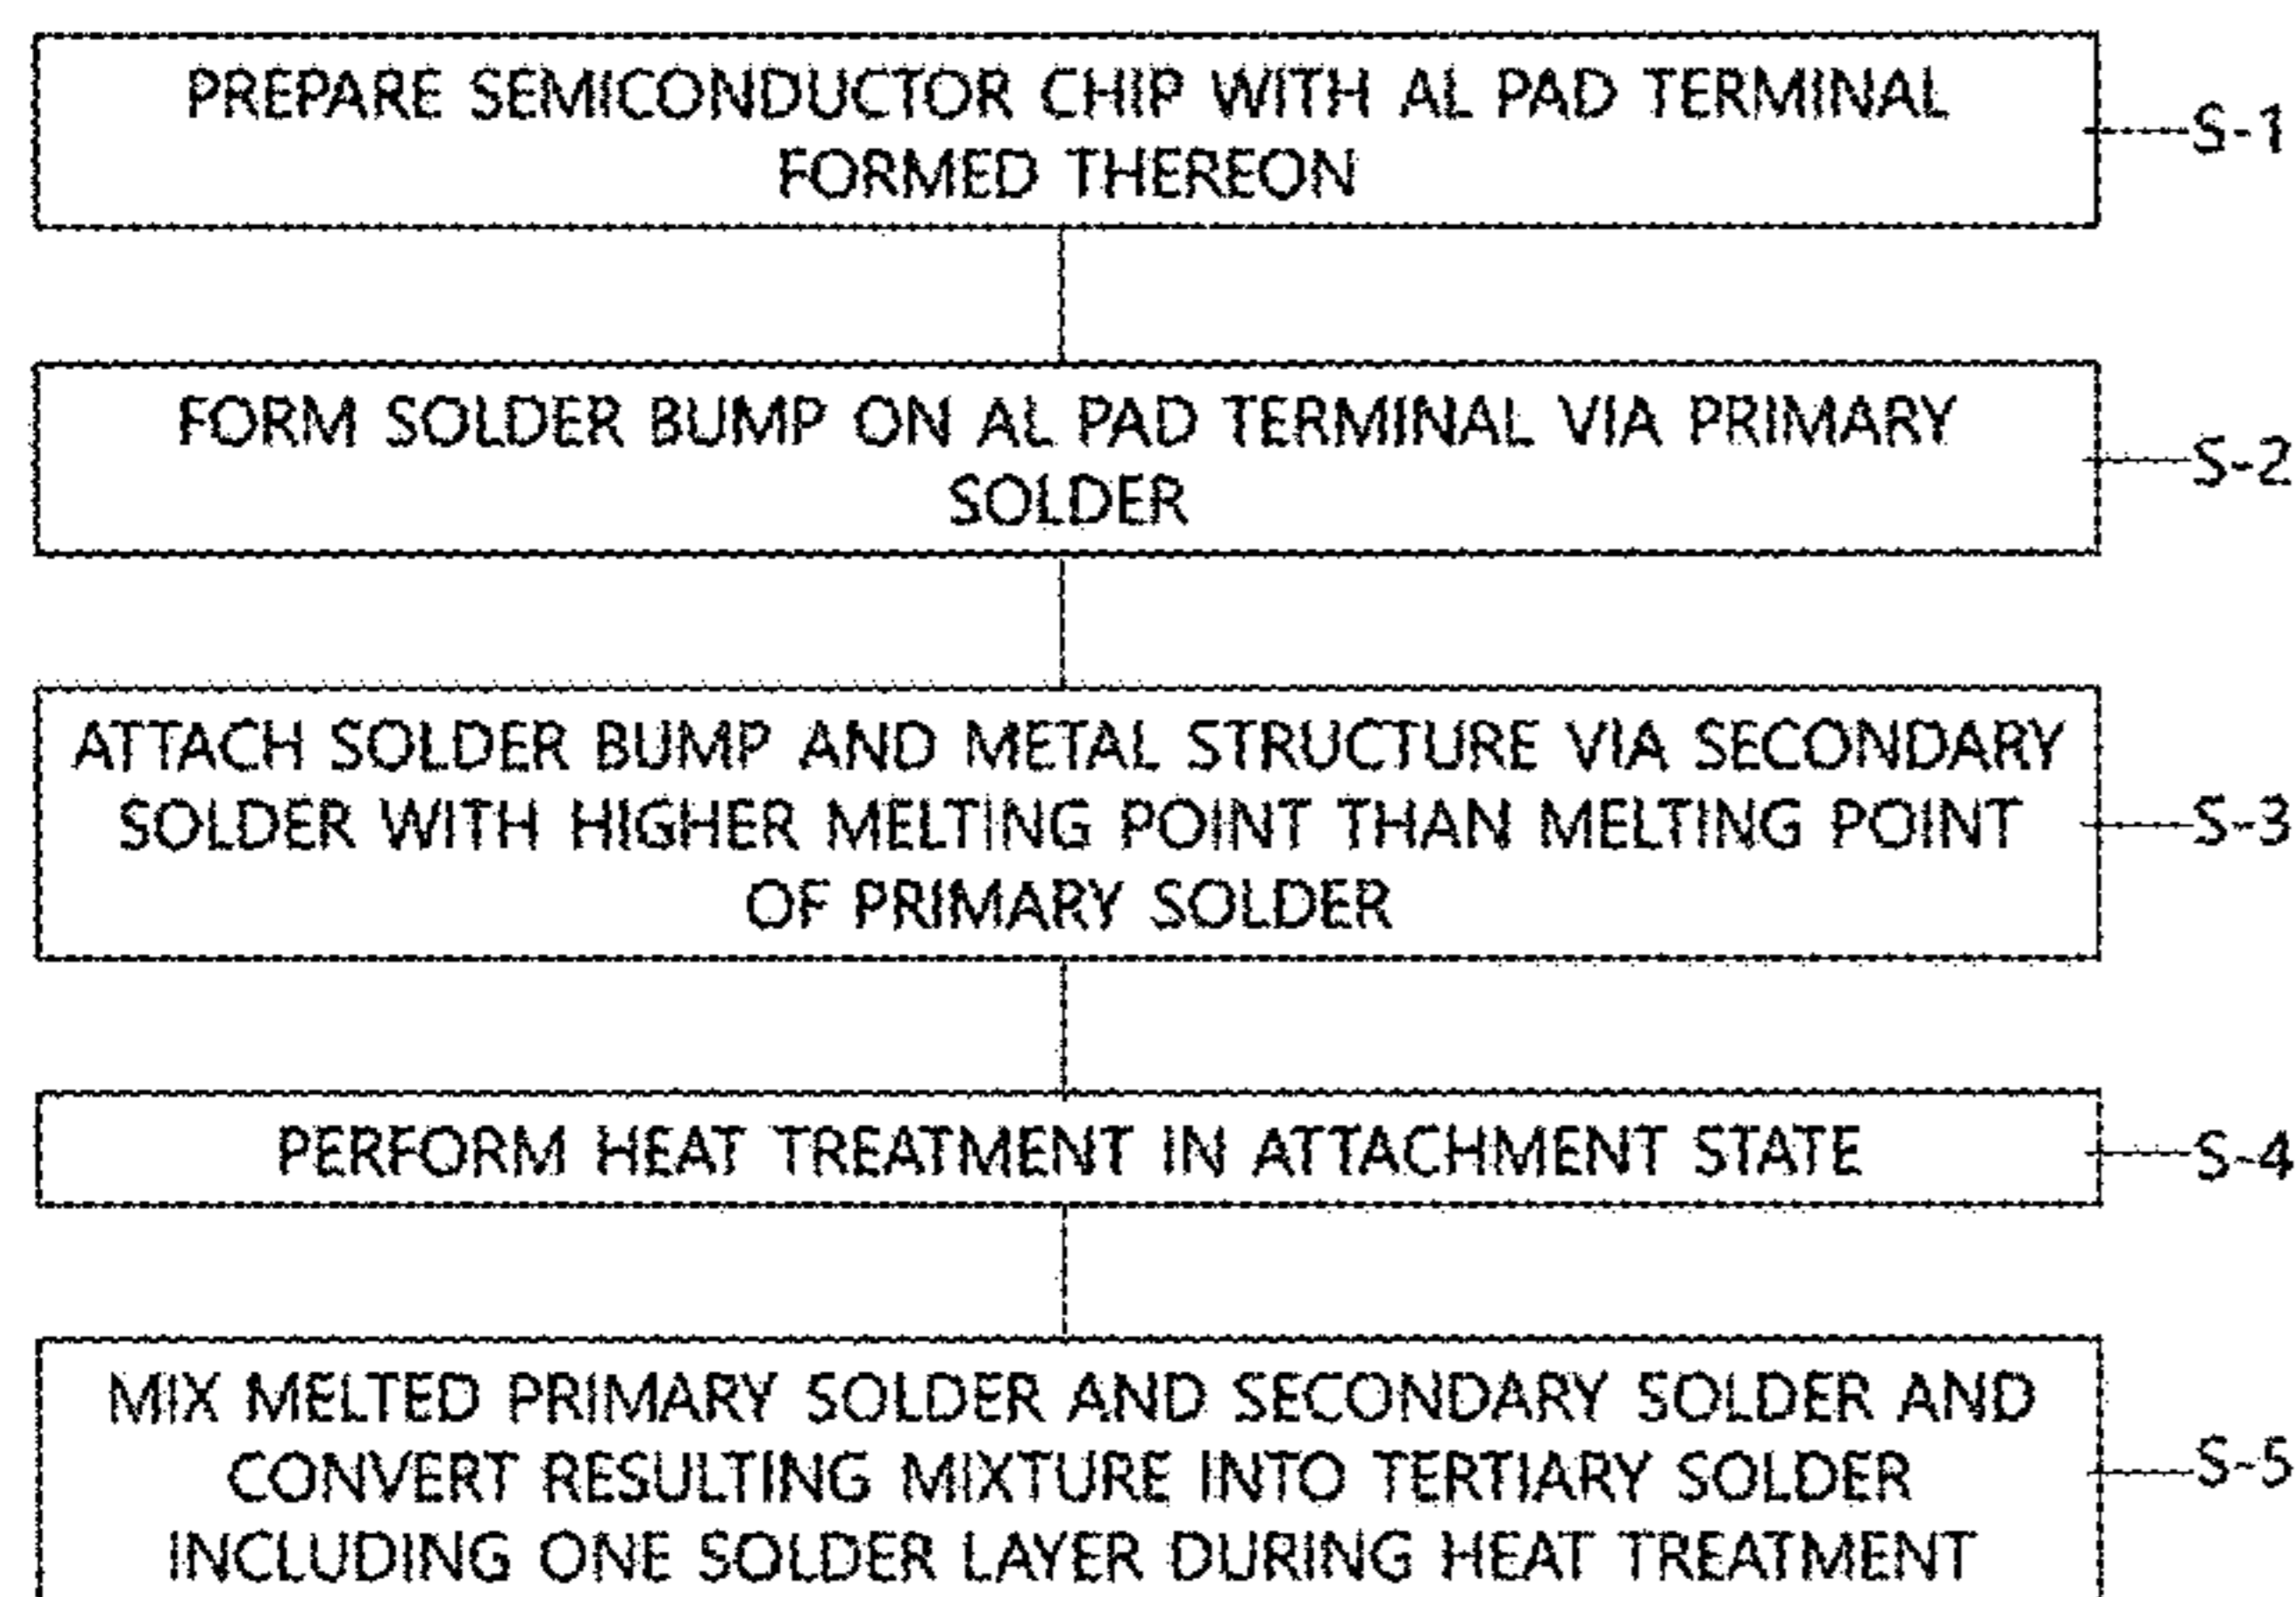 PREPARE SEMICONDUCTOR CHIP WITH AL PAD TERMINAL
FORMED THEREON
S-1
FORM SOLDER BUMP ON AL PAD TERMINAL VIA PRIMARY
SOLDER
S-2
ATTACH SOLDER BUMP AND METAL STRUCTURE VIA SECONDARY
SOLDER WITH HIGHER MELTING POINT THAN MELTING POINT
OF PRIMARY SOLDER
S-3
PERFORM HEAT TREATMENT IN ATTACHMENT STATE
S-4
MIX MELTED PRIMARY SOLDER AND SECONDARY SOLDER AND
CONVERT RESULTING MIXTURE INTO TERTIARY SOLDER
INCLUDING ONE SOLDER LAYER DURING HEAT TREATMENT
S-5